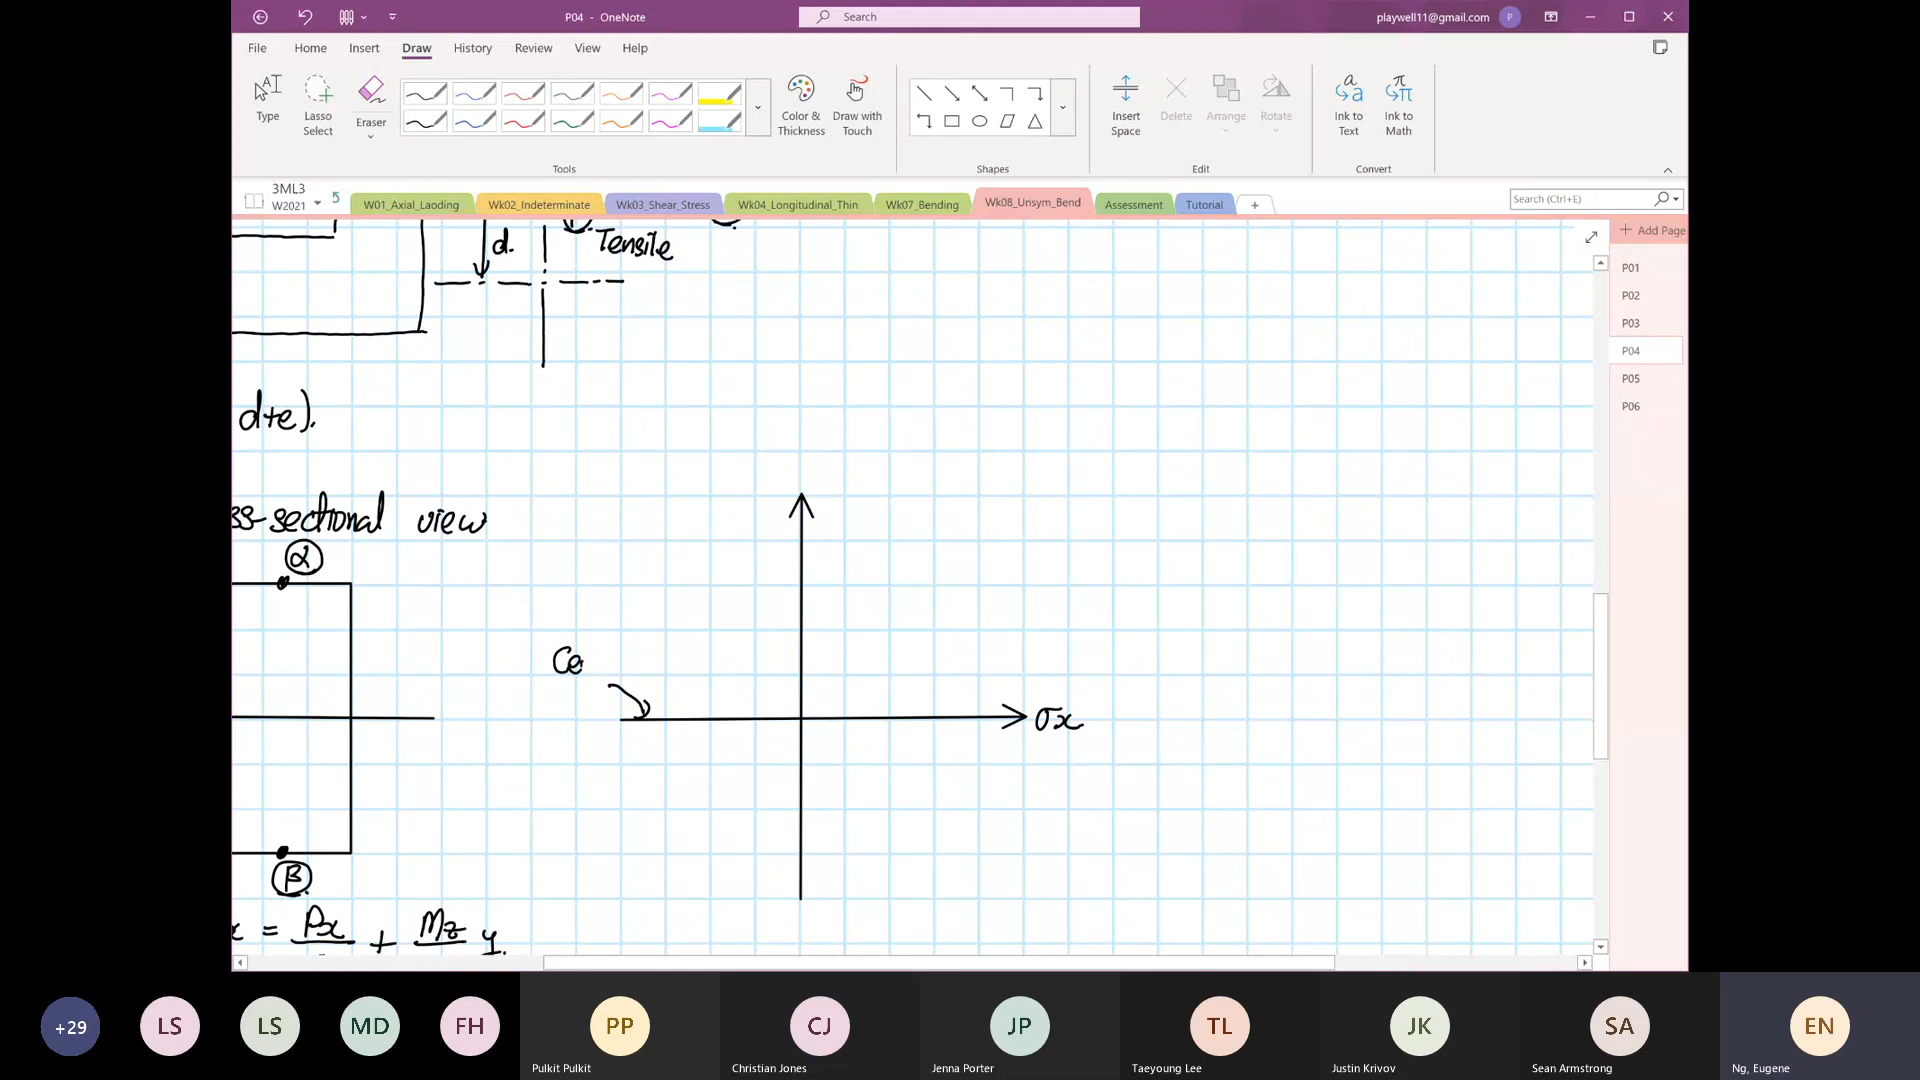 P04 - OneNote
Search
playwell11@gmail.com
P
File Home Insert Draw History Review View Help
Type
Lasso Select
Eraser
Color & Thickness
Draw with Touch
Insert Space
Delete
Arrange
Rotate
Ink to Text
Ink to Math
Tools
Shapes
Edit
Convert
3ML3 W2021
W01_Axial_Laoding Wk02_Indeterminate Wk03_Shear_Stress Wk04_Longitudinal_Thin Wk07_Bending Wk08_Unsym_Bend Assessment Tutorial +
Search (Ctrl+E)
Add Page
P01
P02
P03
P04
P05
P06
d.
Tensile
d+e).
ss-sectional view
α
Ce
σx
β
x = Px + Mz y.
+29 LS LS MD FH PP CJ JP TL JK SA EN
Pulkit Pulkit
Christian Jones
Jenna Porter
Taeyoung Lee
Justin Krivov
Sean Armstrong
Ng, Eugene